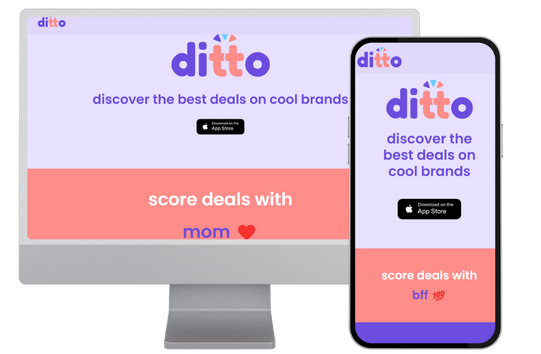 ditto
ditto
discover the best deals on cool brands
Download on the
App Store
score deals with
mom ❤️
ditto
ditto
discover the
best deals on
cool brands
Download on the
App Store
score deals with
bff 💯